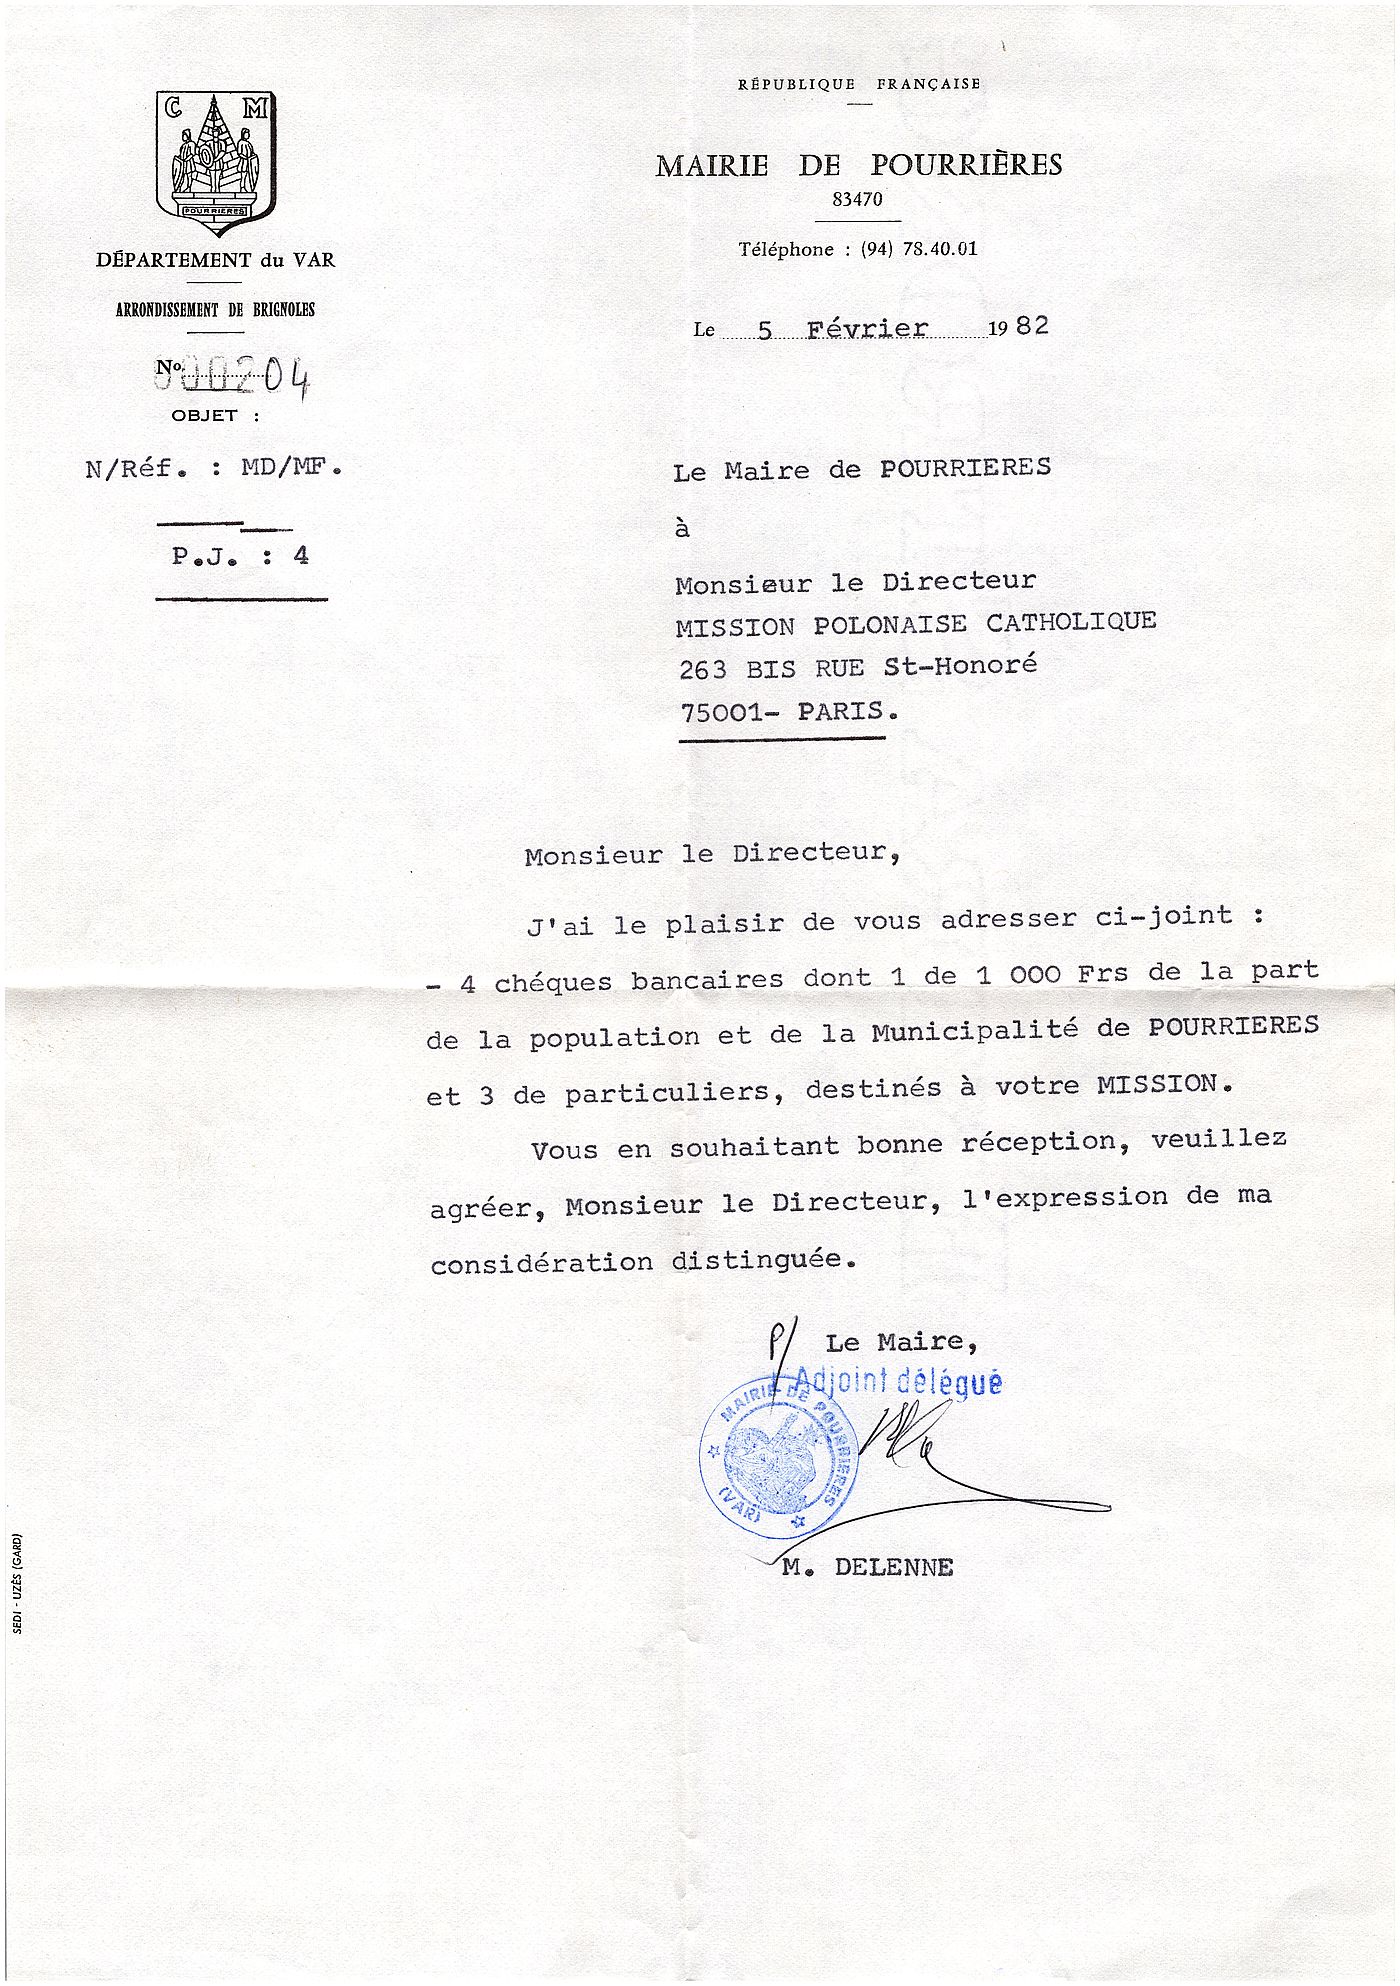 C M
POURRIERES
DÉPARTEMENT du VAR
ARRONDISSEMENT DE BRIGNOLES
No 000204
OBJET :
N/Réf. : MD/MF.
P.J. : 4
RÉPUBLIQUE FRANÇAISE
MAIRIE DE POURRIÈRES
83470
Téléphone : (94) 78.40.01
Le 5 Février 1982
Le Maire de POURRIERES
à
Monsieur le Directeur
MISSION POLONAISE CATHOLIQUE
263 BIS RUE St-Honoré
75001- PARIS.
Monsieur le Directeur,
J'ai le plaisir de vous adresser ci-joint :
- 4 chéques bancaires dont 1 de 1 000 Frs de la part
de la population et de la Municipalité de POURRIERES
et 3 de particuliers, destinés à votre MISSION.
Vous en souhaitant bonne réception, veuillez
agréer, Monsieur le Directeur, l'expression de ma
considération distinguée.
P/ Le Maire,
L'Adjoint délégué
MAIRIE DE POURRIERES
(VAR)
M. DELENNE
SEDI - UZÈS (GARD)